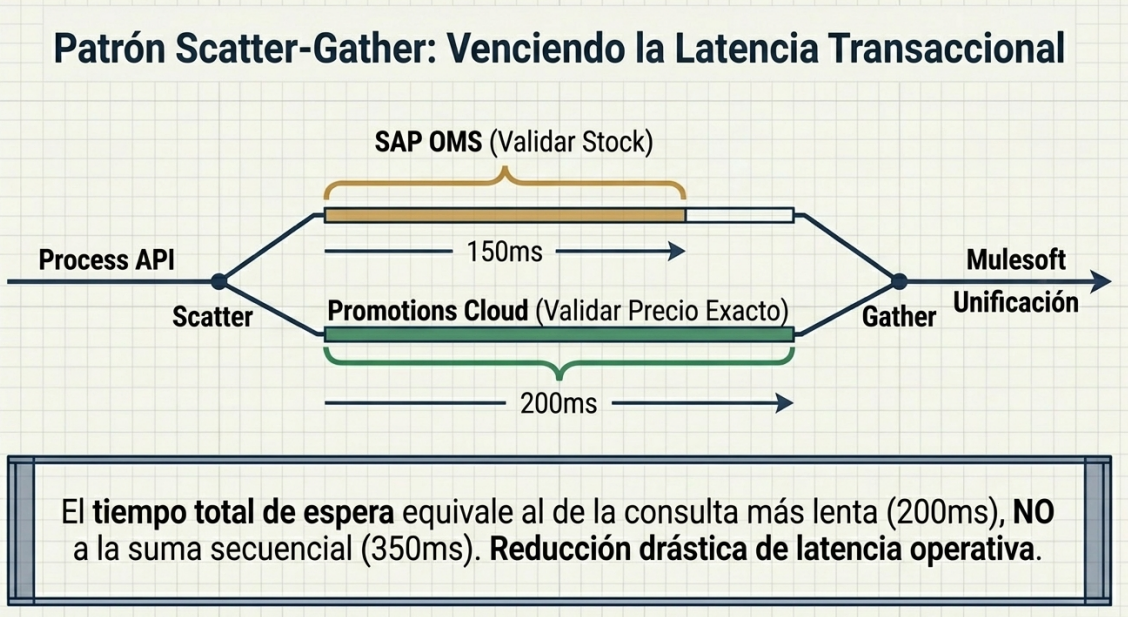 Patrón Scatter-Gather: Venciendo la Latencia Transaccional
SAP OMS (Validar Stock)
150ms
Process API
Scatter
Promotions Cloud (Validar Precio Exacto)
200ms
Gather
Mulesoft
Unificación
El tiempo total de espera equivale al de la consulta más lenta (200ms), NO
a la suma secuencial (350ms). Reducción drástica de latencia operativa.